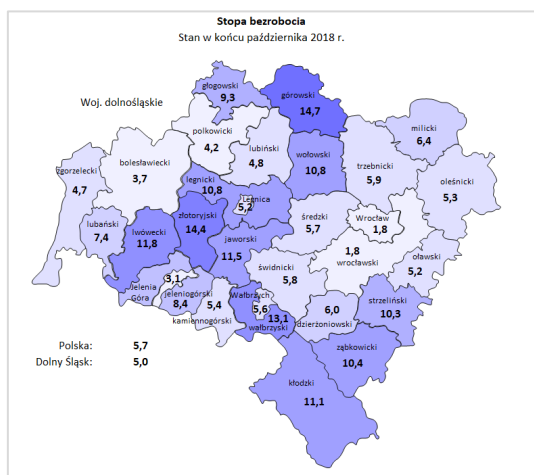 Stopa bezrobocia
Stan w końcu października 2018 r.
Woj. dolnośląskie
głogowski
9,3
górowski
14,7
milicki
6,4
polkowicki
4,2
lubiński
4,8
wołowski
10,8
trzebnicki
5,9
oleśnicki
5,3
bolesławiecki
3,7
zgorzelecki
4,7
legnicki
10,8
Legnica
5,2
lubański
7,4
lwówecki
11,8
złotoryjski
14,4
jaworski
11,5
średzki
5,7
Wrocław
1,8
1,8
wrocławski
oławski
5,2
świdnicki
5,8
3,1
Jelenia
Góra
jeleniogórski
8,4
5,4
kamiennogórski
Wałbrzych
5,6
13,1
wałbrzyski
6,0
dzierżoniowski
strzeliński
10,3
ząbkowicki
10,4
kłodzki
11,1
Polska: 5,7
Dolny Śląsk: 5,0